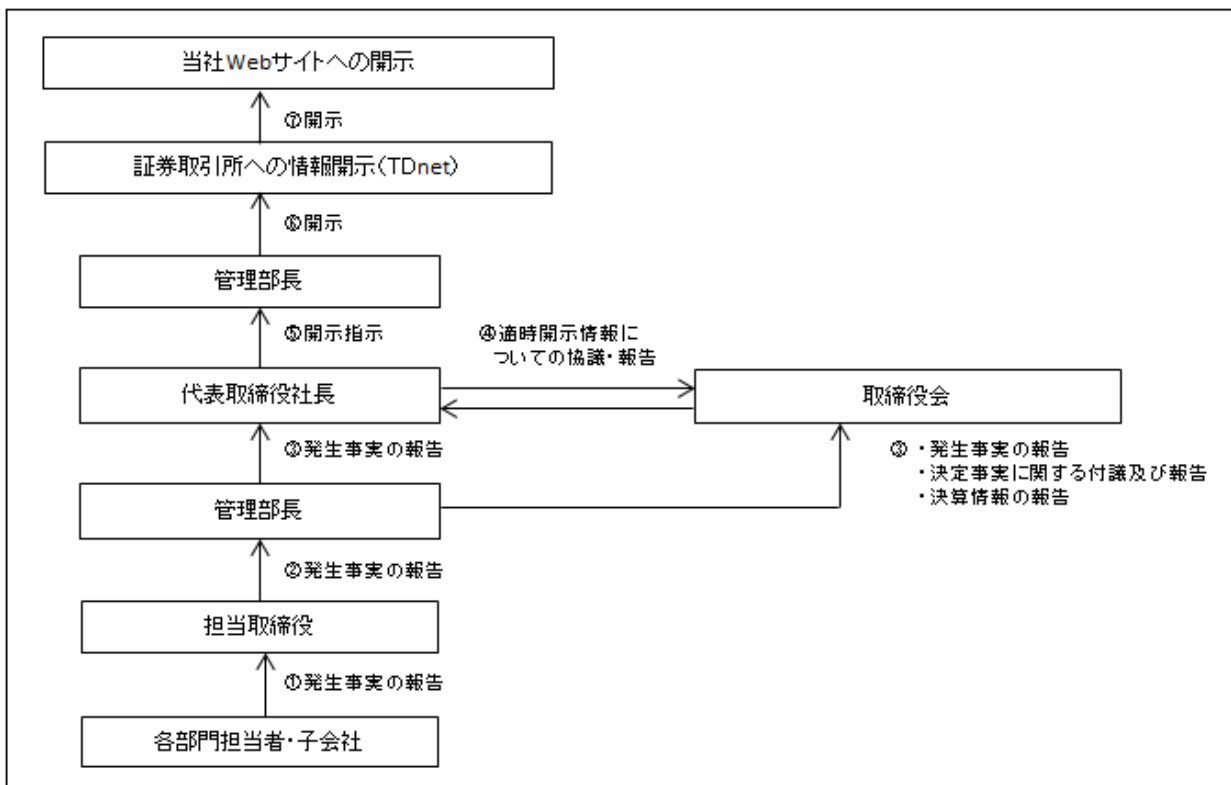 当社Webサイトへの開示
⑦開示
証券取引所への情報開示(TDnet)
⑥開示
管理部長
⑤開示指示
④適時開示情報に
ついての協議・報告
代表取締役社長
取締役会
③発生事実の報告
③ ・発生事実の報告
・決定事実に関する付議及び報告
・決算情報の報告
管理部長
②発生事実の報告
担当取締役
①発生事実の報告
各部門担当者・子会社